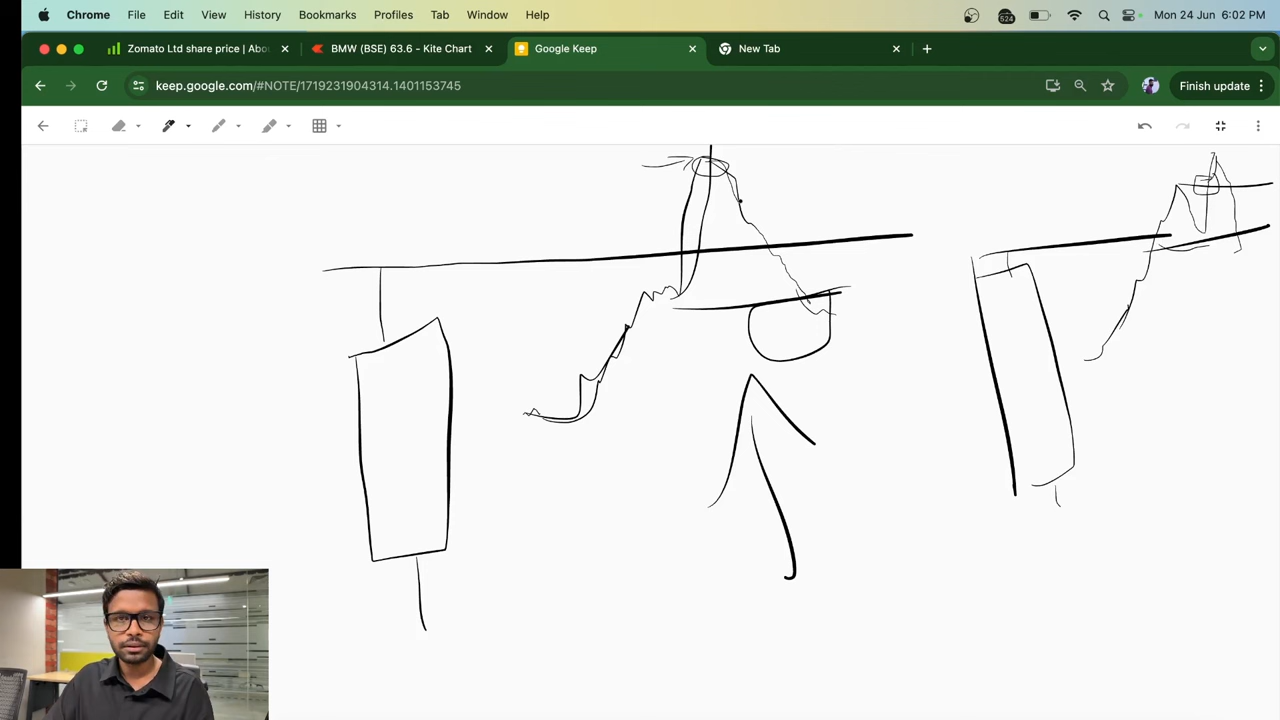 Chrome File Edit View History Bookmarks Profiles Tab Window Help 524 Mon 24 Jun 6:02 PM
Zomato Ltd share price | Abo BMW (BSE) 63.6 - Kite Chart Google Keep New Tab
keep.google.com/#NOTE/1719231904314.1401153745 Finish update